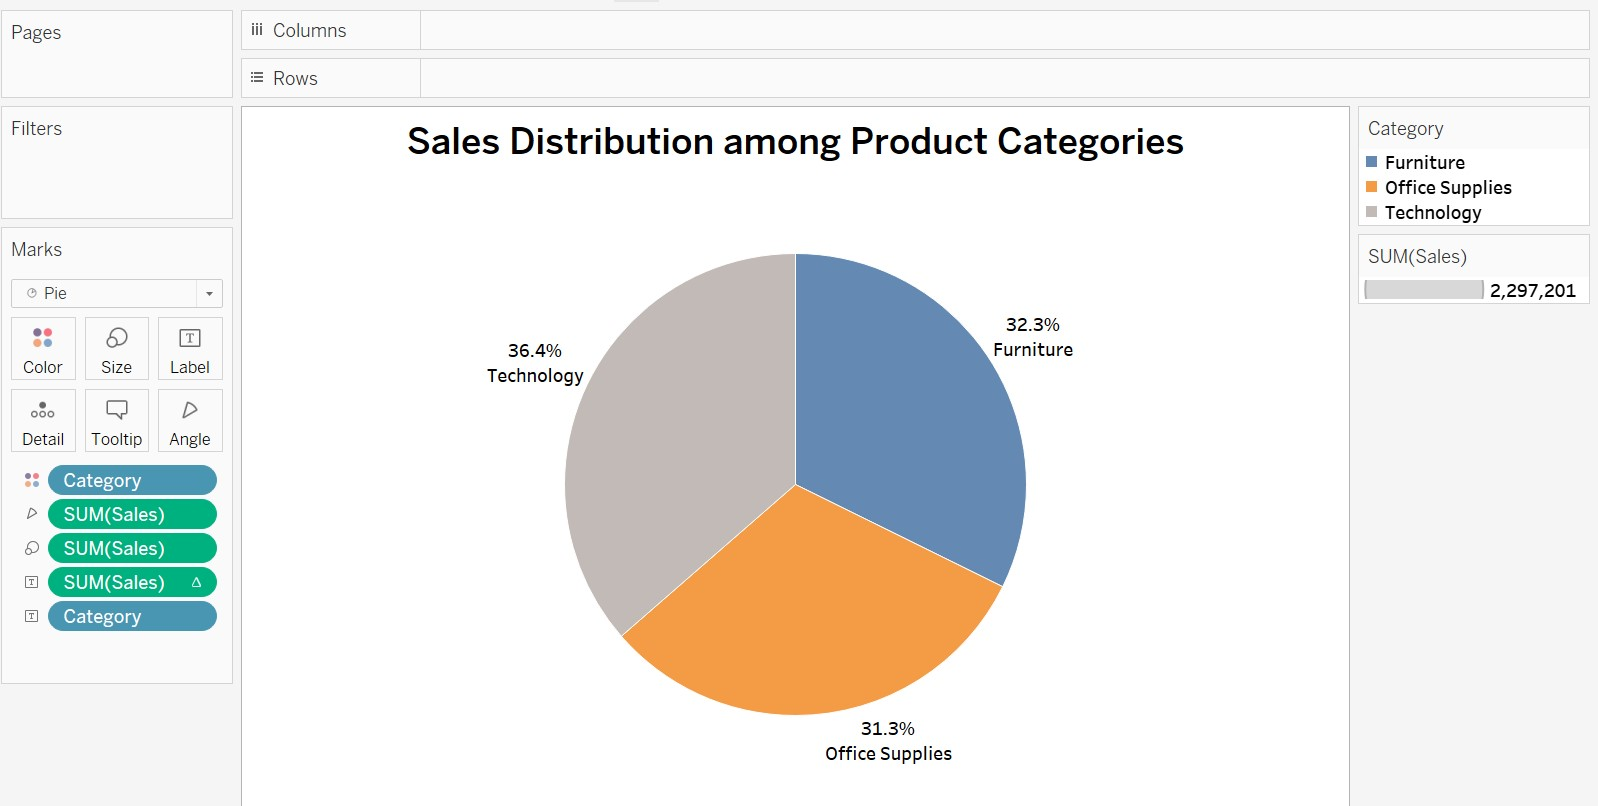 Pages
Columns
Rows
Filters
Marks
Pie
Color
Size
Label
Detail
Tooltip
Angle
Category
SUM(Sales)
SUM(Sales)
SUM(Sales)
Category
Sales Distribution among Product Categories
32.3%
Furniture
36.4%
Technology
31.3%
Office Supplies
Category
Furniture
Office Supplies
Technology
SUM(Sales)
2,297,201